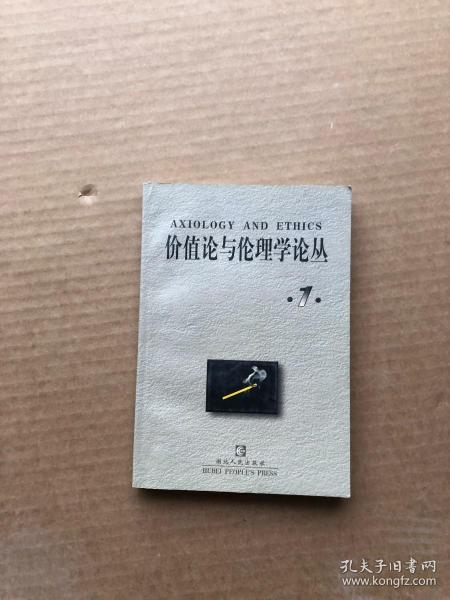 AXIOLOGY AND ETHICS
价值论与伦理学论丛
·1·
湖北人民出版社
HUBEI PEOPLE'S PRESS
孔夫子旧书网
www.kongfz.com